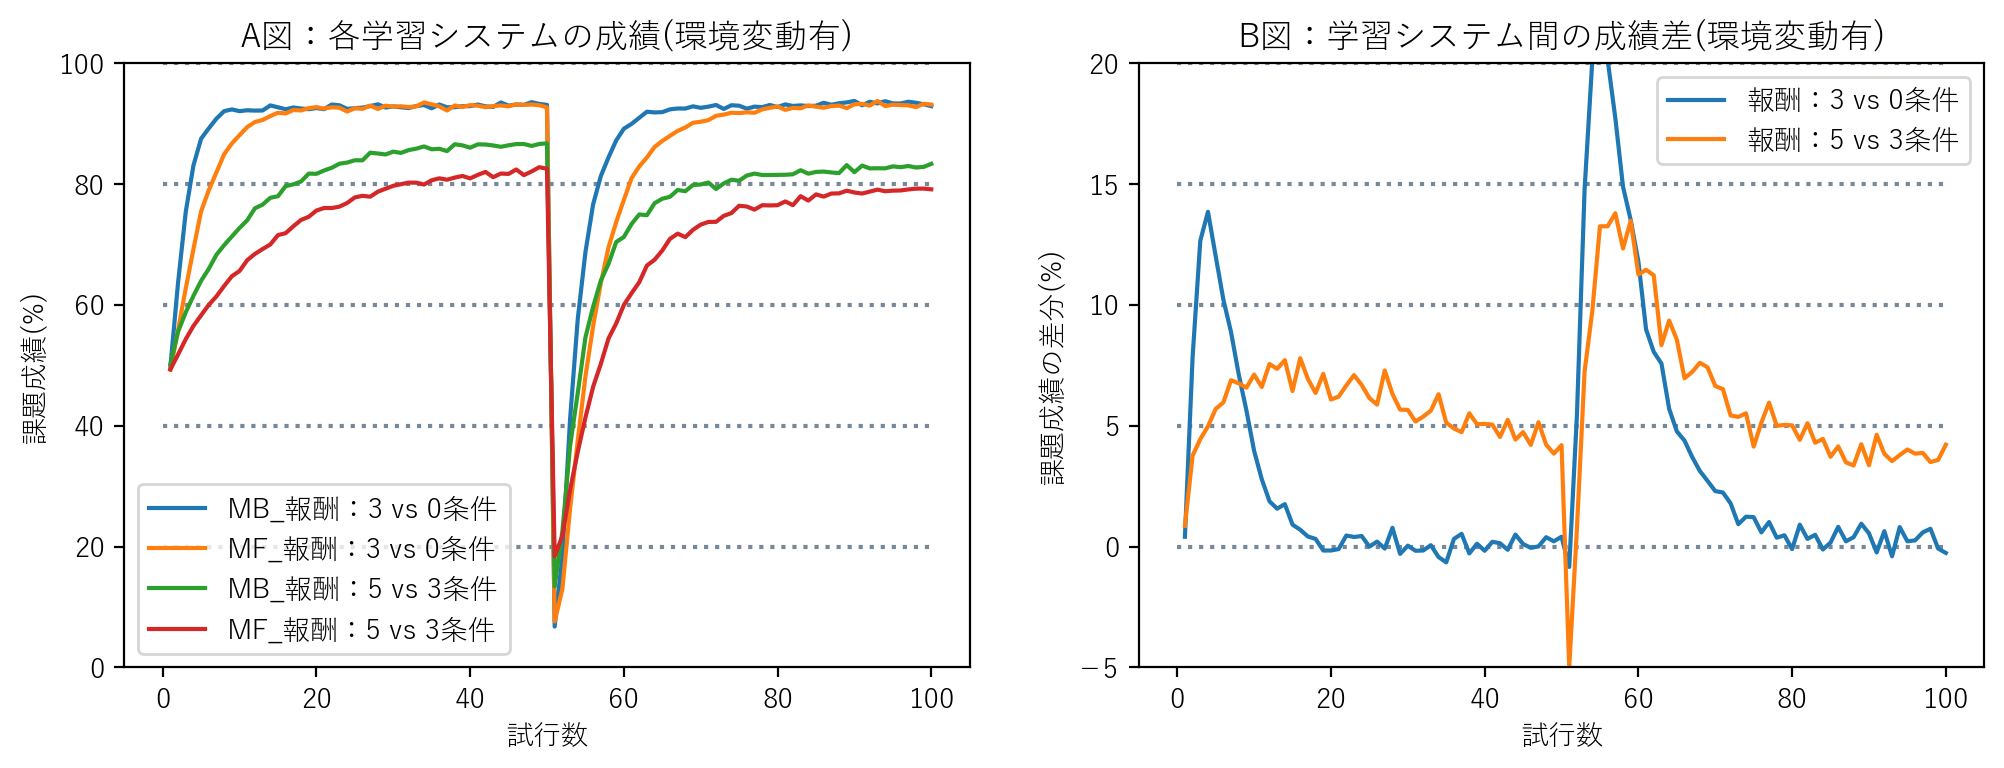 A図：各学習システムの成績(環境変動有)
100
80
60
40
20
0
課題成績(%)
MB_報酬：3 vs 0条件
MF_報酬：3 vs 0条件
MB_報酬：5 vs 3条件
MF_報酬：5 vs 3条件
0 20 40 60 80 100
試行数
B図：学習システム間の成績差(環境変動有)
20
15
10
5
0
−5
課題成績の差分(%)
報酬：3 vs 0条件
報酬：5 vs 3条件
0 20 40 60 80 100
試行数